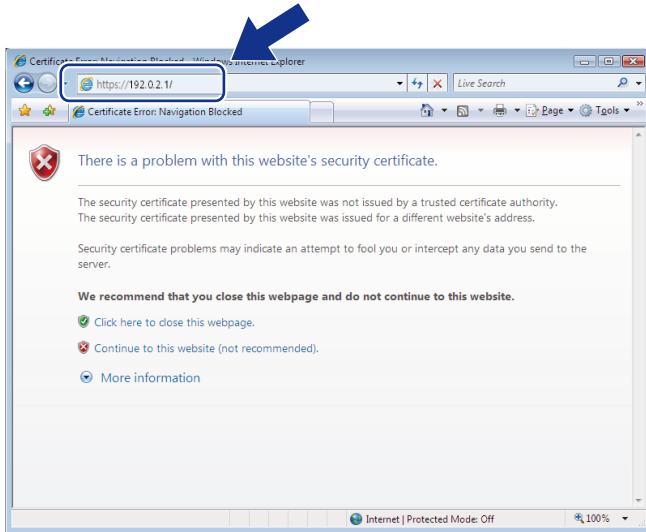 Certificate Error: Navigation Blocked - Windows Internet Explorer
https://192.0.2.1/
Live Search
Certificate Error: Navigation Blocked
Page
Tools
There is a problem with this website's security certificate.
The security certificate presented by this website was not issued by a trusted certificate authority.
The security certificate presented by this website was issued for a different website's address.
Security certificate problems may indicate an attempt to fool you or intercept any data you send to the
server.
We recommend that you close this webpage and do not continue to this website.
Click here to close this webpage.
Continue to this website (not recommended).
More information
Internet | Protected Mode: Off
100%